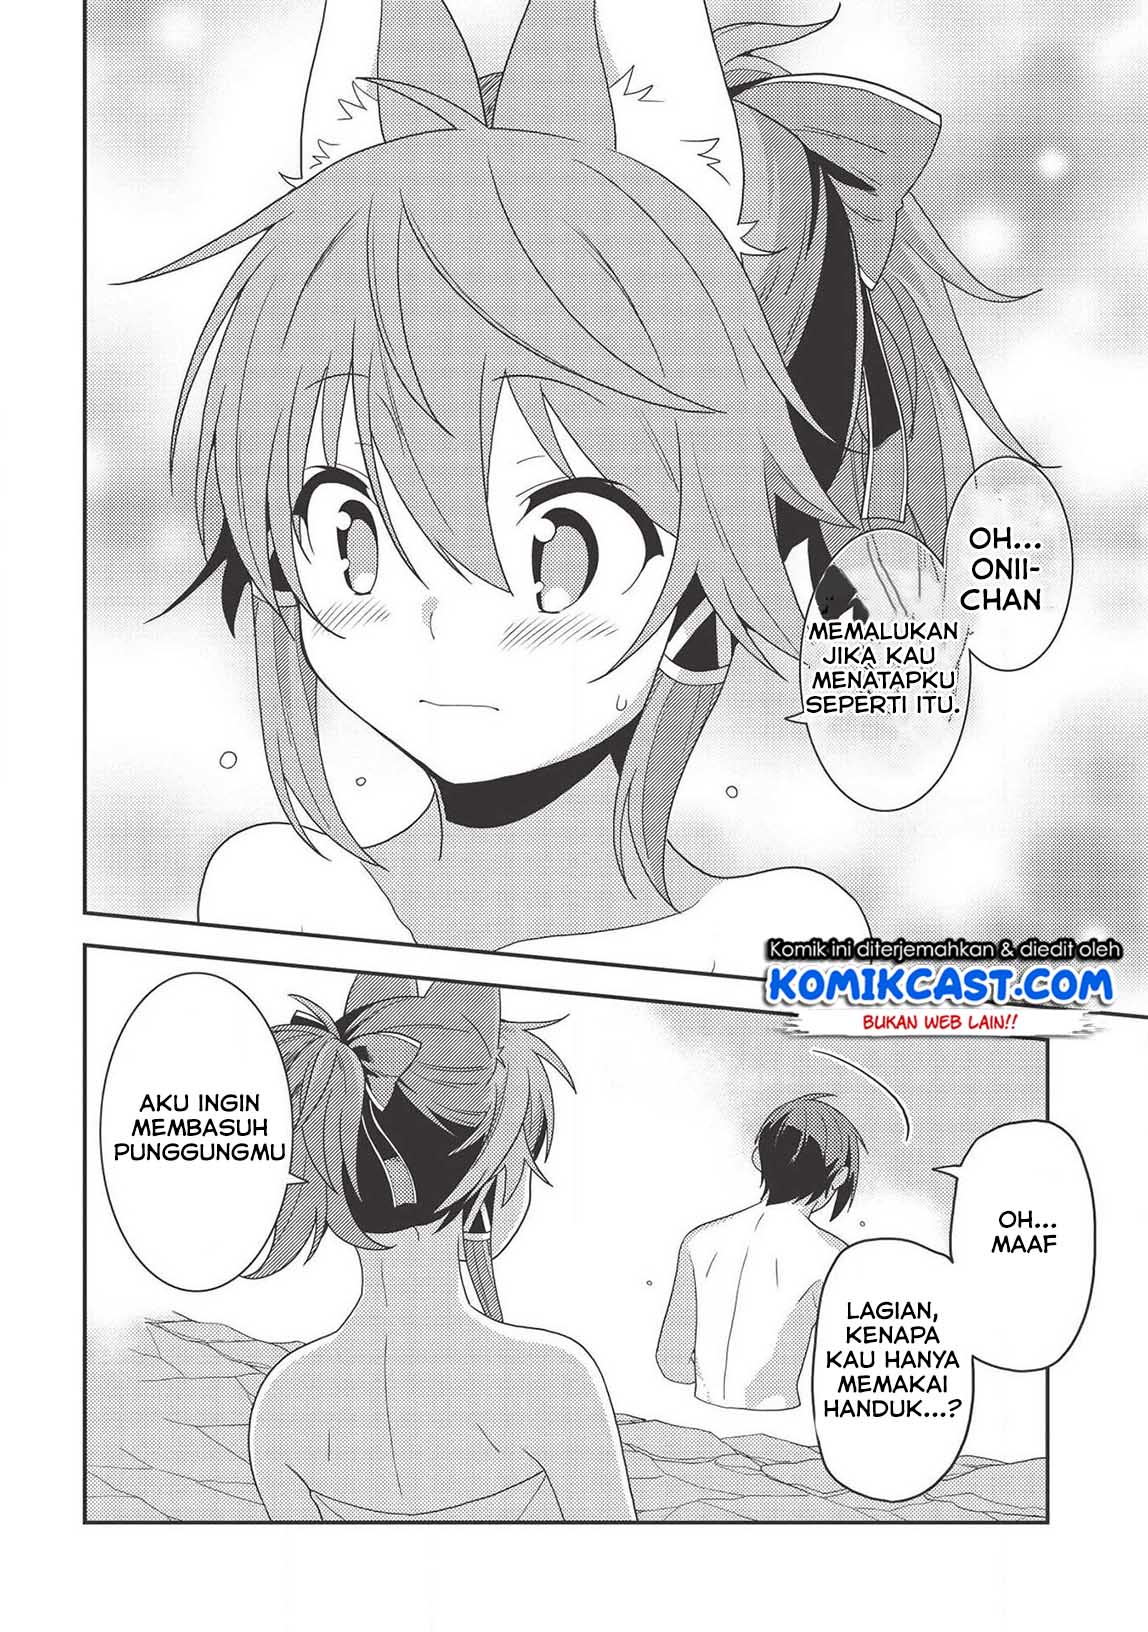 OH...
ONII-
CHAN
MEMALUKAN
JIKA KAU
MENATAPKU
SEPERTI ITU.
Komik ini diterjemahkan & diedit oleh
KOMIKCAST.COM
BUKAN WEB LAIN!!
OH...
MAAF
LAGIAN,
KENAPA
KAU HANYA
MEMAKAI
HANDUK...?
AKU INGIN
MEMBASUH
PUNGGUNGMU